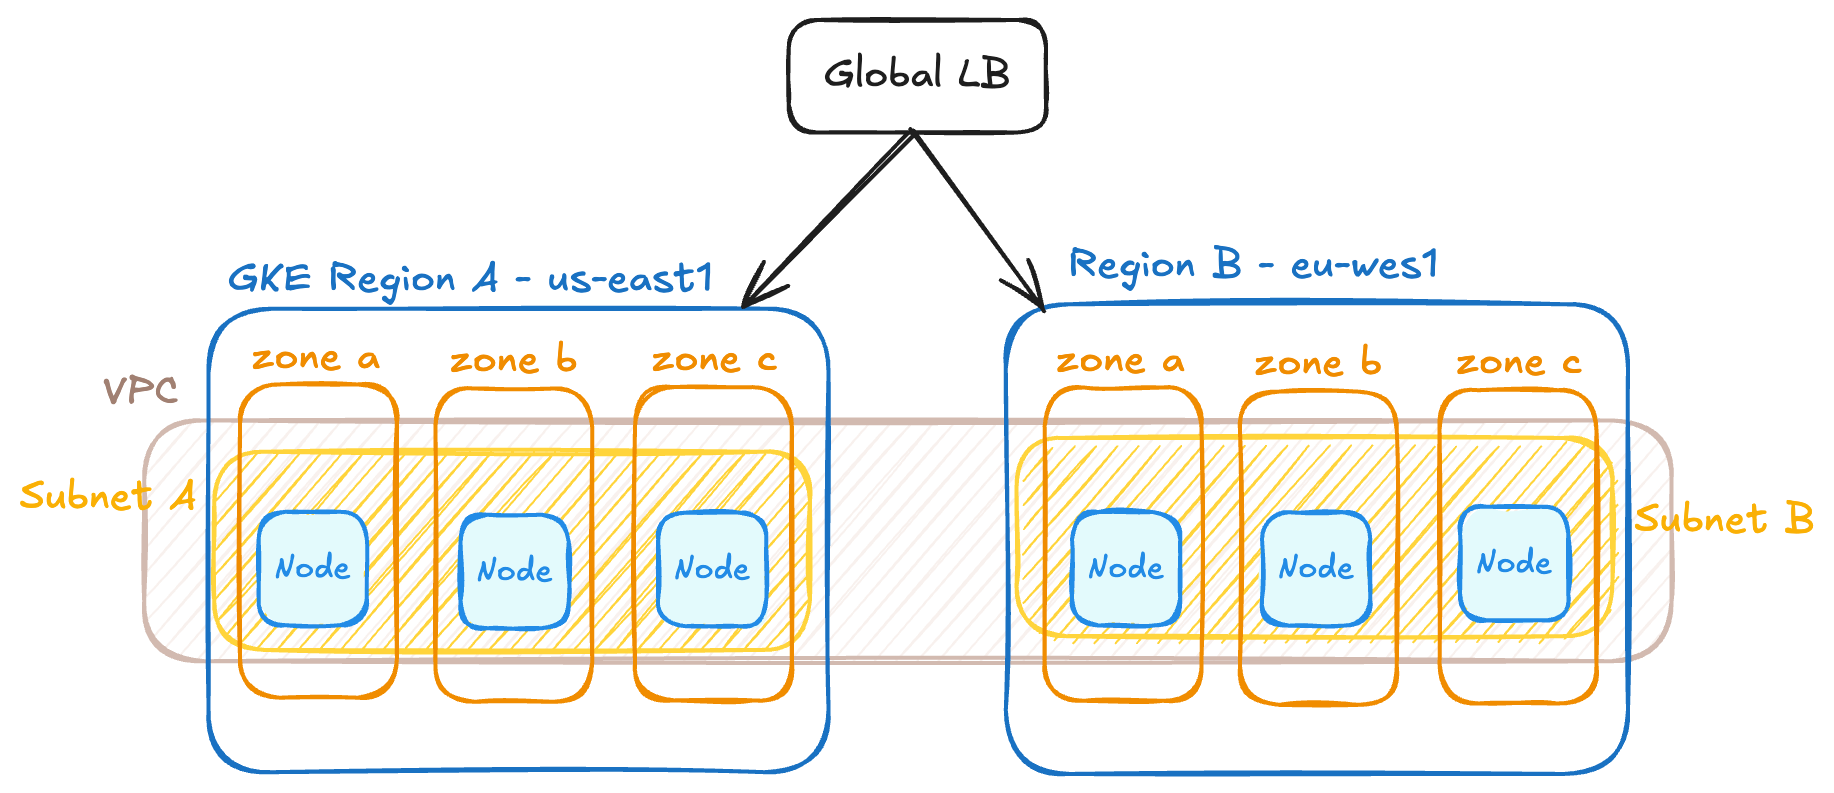 Global LB
GKE Region A - us-east1
Region B - eu-wes1
zone a
zone b
zone c
zone a
zone b
zone c
VPC
Subnet A
Subnet B
Node
Node
Node
Node
Node
Node